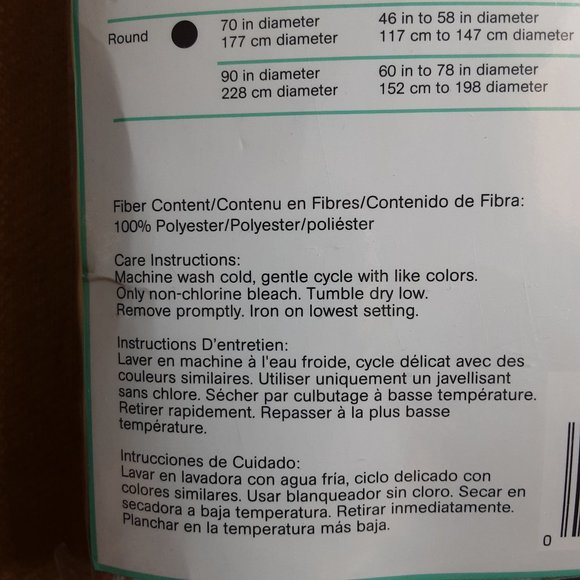 Round 70 in diameter 46 in to 58 in diameter
177 cm diameter 117 cm to 147 cm diameter
90 in diameter 60 in to 78 in diameter
228 cm diameter 152 cm to 198 diameter
Fiber Content/Contenu en Fibres/Contenido de Fibra:
100% Polyester/Polyester/poliéster
Care Instructions:
Machine wash cold, gentle cycle with like colors.
Only non-chlorine bleach. Tumble dry low.
Remove promptly. Iron on lowest setting.
Instructions D'entretien:
Laver en machine à l'eau froide, cycle délicat avec des
couleurs similaires. Utiliser uniquement un javellisant
sans chlore. Sécher par culbutage à basse température.
Retirer rapidement. Repasser à la plus basse
température.
Intrucciones de Cuidado:
Lavar en lavadora con agua fría, ciclo delicado con
colores similares. Usar blanqueador sin cloro. Secar en
secadora a baja temperatura. Retirar inmediatamente.
Planchar en la temperatura más baja.
0